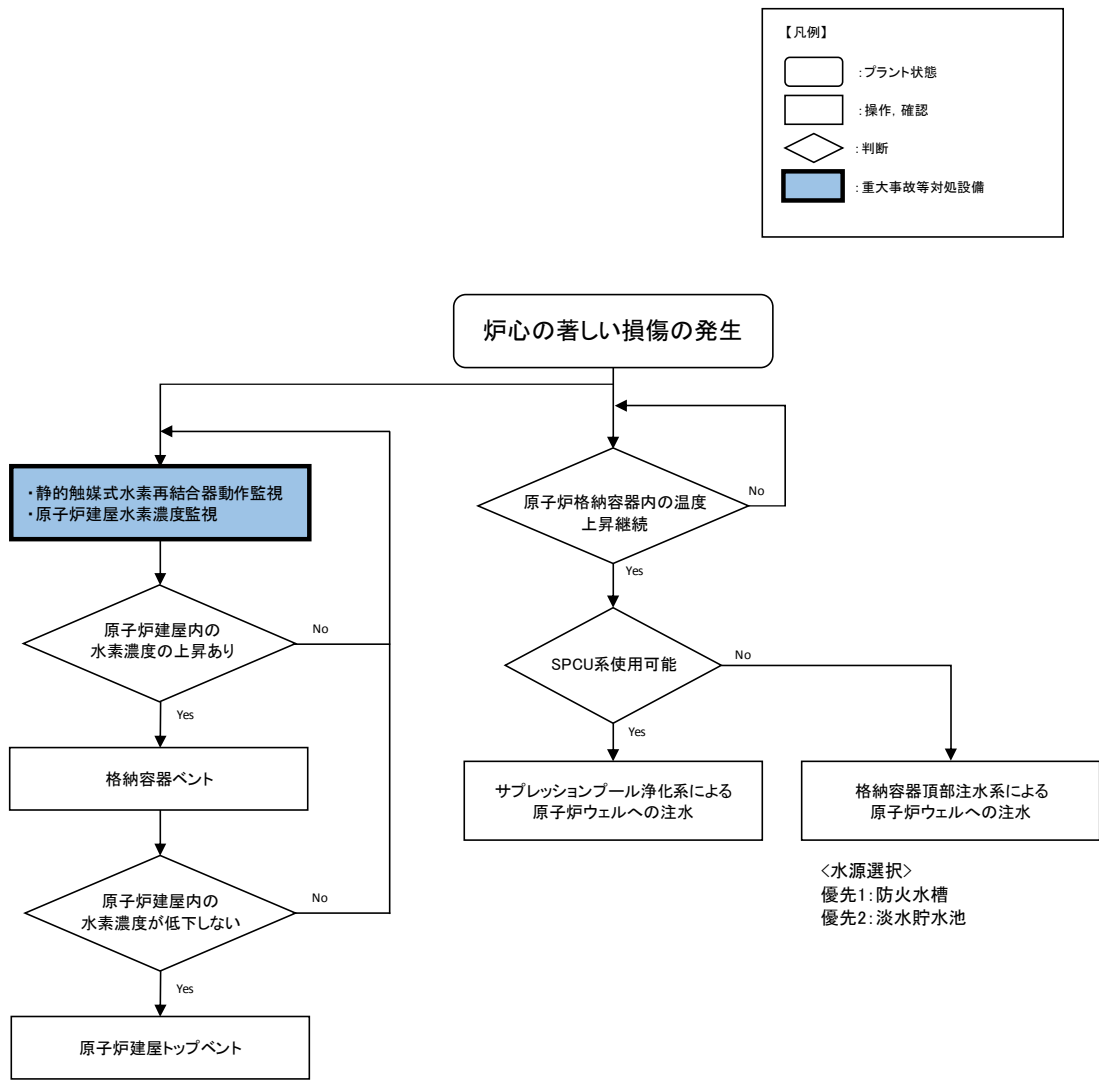 【凡例】
:プラント状態
:操作, 確認
:判断
:重大事故等対処設備
炉心の著しい損傷の発生
・静的触媒式水素再結合器動作監視
・原子炉建屋水素濃度監視
原子炉建屋内の
水素濃度の上昇あり
No
Yes
格納容器ベント
原子炉建屋内の
水素濃度が低下しない
No
Yes
原子炉建屋トップベント
原子炉格納容器内の温度
上昇継続
No
Yes
SPCU系使用可能
No
Yes
サプレッションプール浄化系による
原子炉ウェルへの注水
格納容器頂部注水系による
原子炉ウェルへの注水
<水源選択>
優先1:防火水槽
優先2:淡水貯水池